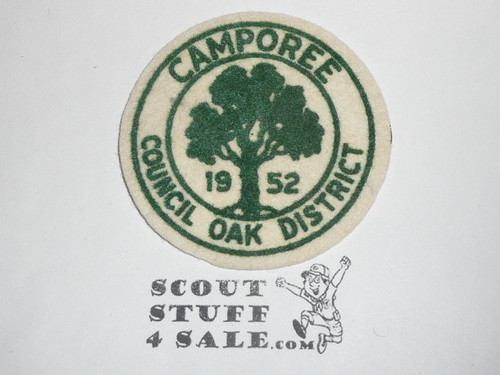 CAMPOREE
19 52
COUNCIL OAK DISTRICT
SCOUT
STUFF
4 SALE.COM